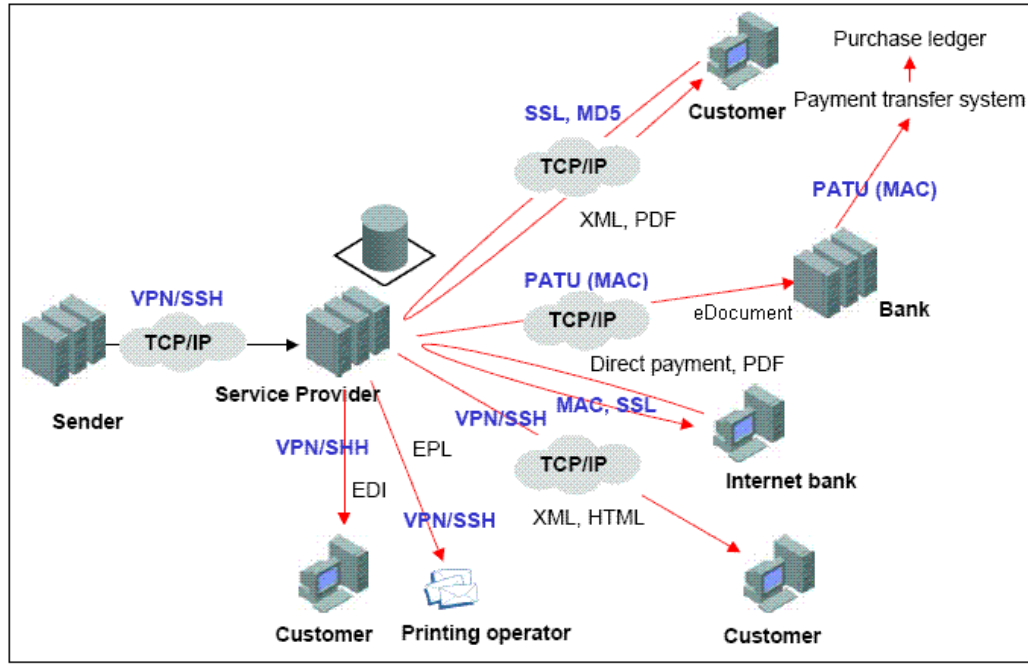 Purchase ledger
Payment transfer system
Customer
SSL, MD5
TCP/IP
PATU (MAC)
XML, PDF
PATU (MAC)
VPN/SSH
TCP/IP
eDocument
Bank
TCP/IP
Service Provider
Sender
Direct payment, PDF
MAC, SSL
VPN/SSH
VPN/SHH
EPL
TCP/IP
Internet bank
EDI
VPN/SSH
XML, HTML
Customer
Printing operator
Customer